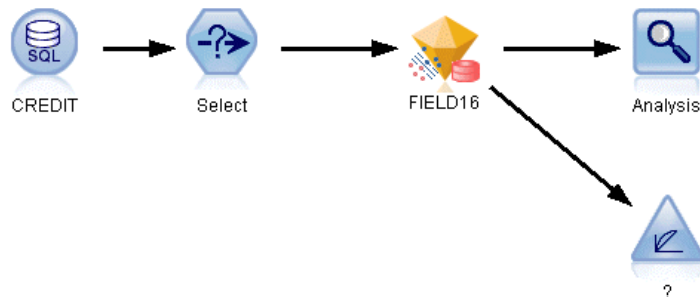 SQL
CREDIT
-?->
Select
FIELD16
Analysis
?